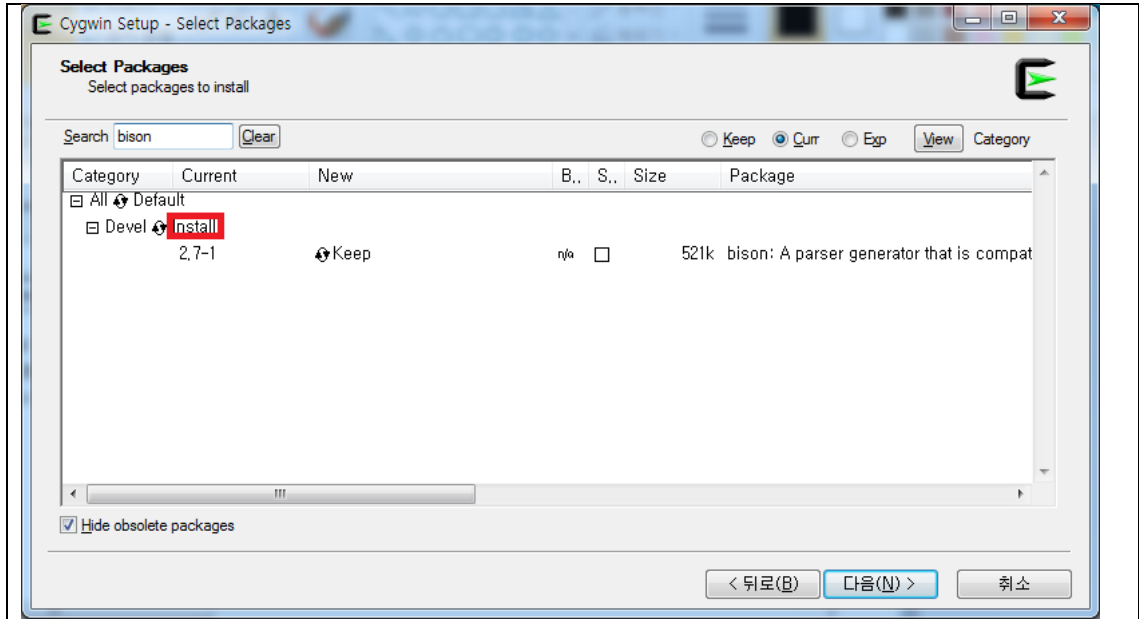 Cygwin Setup - Select Packages
Select Packages
Select packages to install
Search bison Clear Keep Curr Exp View Category
Category Current New B.. S.. Size Package
All Default
Devel Install
2.7-1 Keep n/a 521k bison: A parser generator that is compat
Hide obsolete packages
< 뒤로(B) 다음(N) > 취소